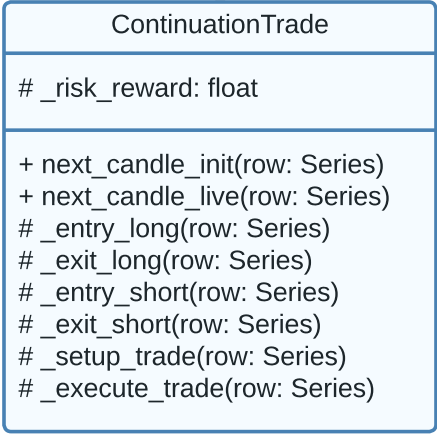 ContinuationTrade
# _risk_reward: float
+ next_candle_init(row: Series)
+ next_candle_live(row: Series)
# _entry_long(row: Series)
# _exit_long(row: Series)
# _entry_short(row: Series)
# _exit_short(row: Series)
# _setup_trade(row: Series)
# _execute_trade(row: Series)